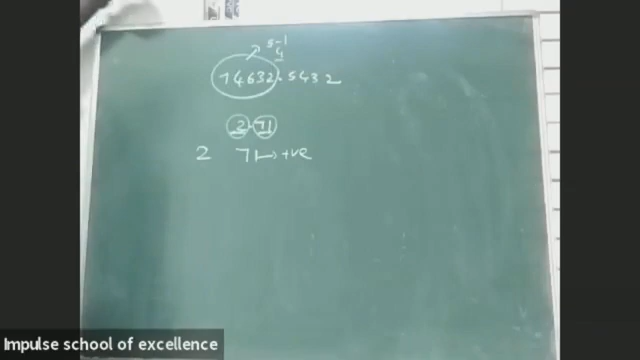 5-1
4
14632.5432
2.71
2 71→+ve
Impulse school of excellence